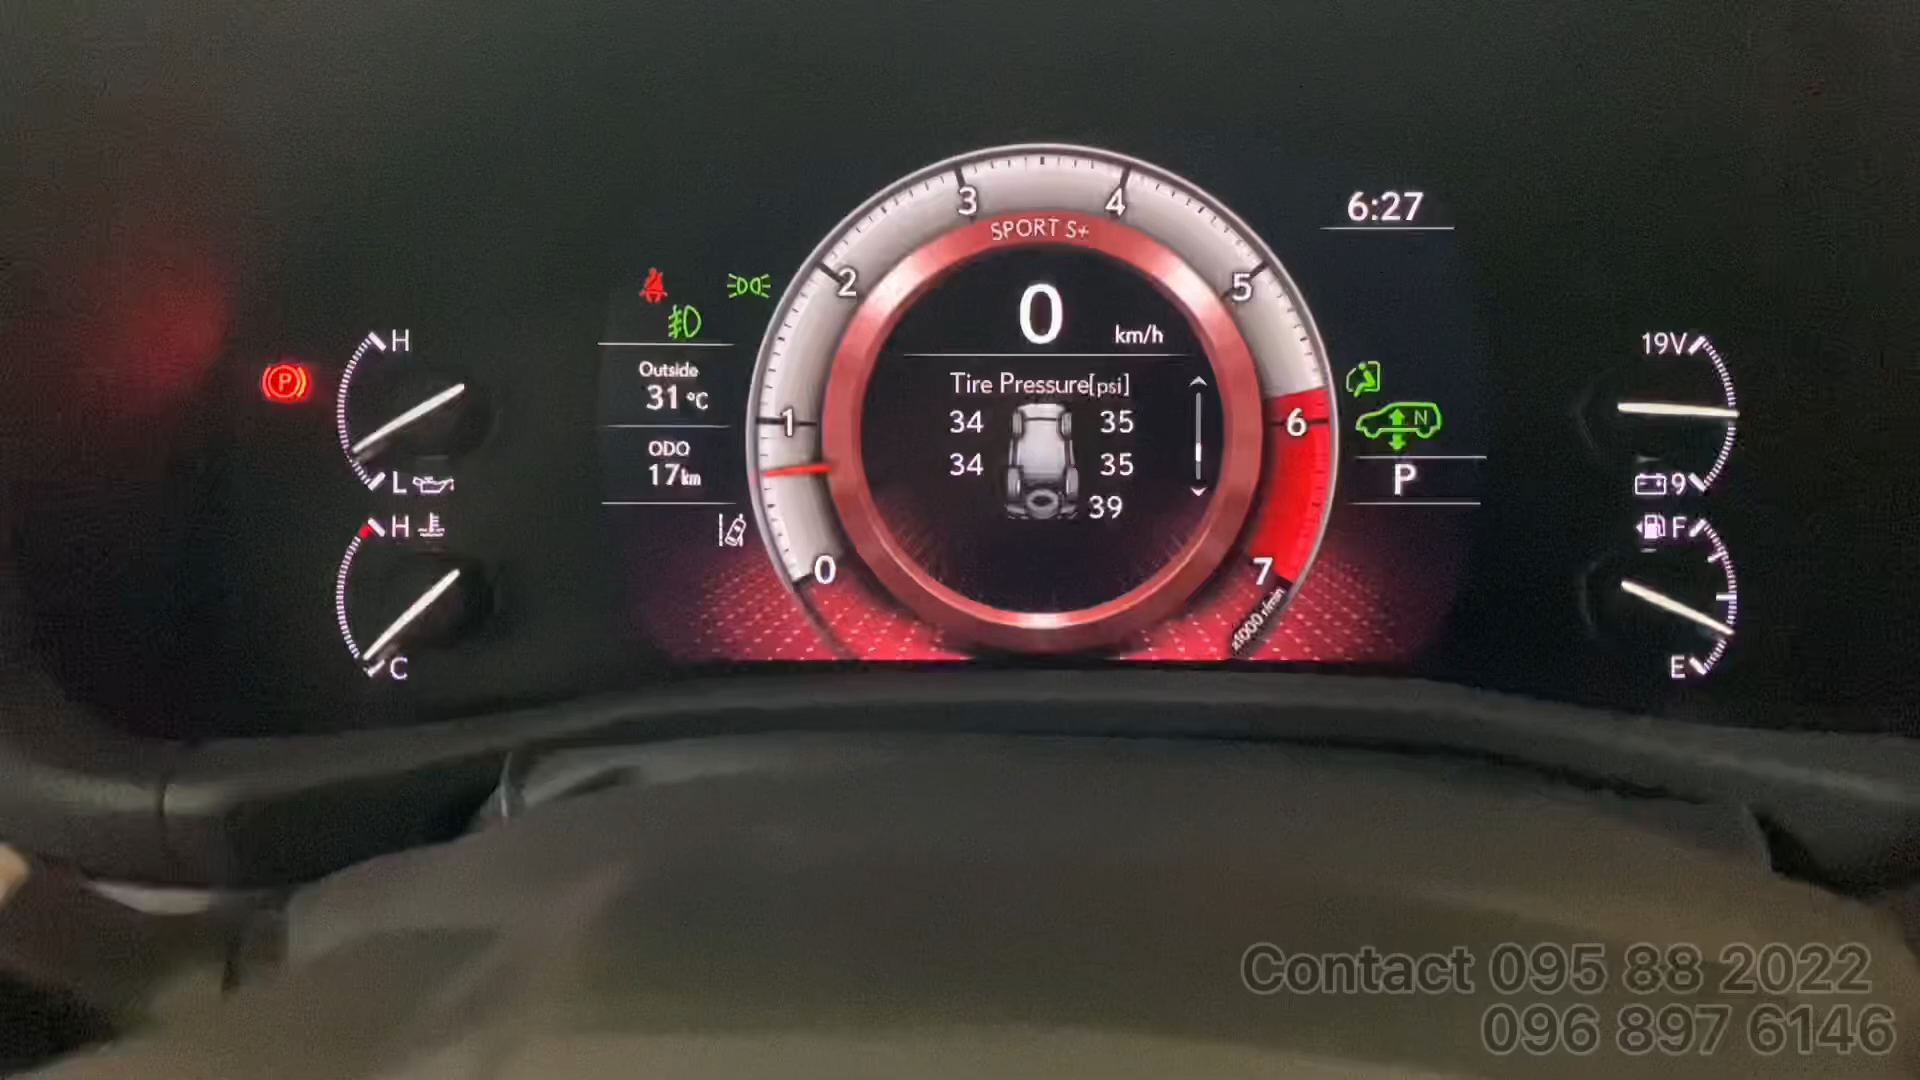 6:27
3 4
SPORT S+
2 5
0
km/h
H
P
Outside
31°C
Tire Pressure[psi]
34 35
34 35
39
1 6
N
19V
ODO
17km
P
L
9
H
F
0 7
x1000 r/min
C
E
Contact 095 88 2022
096 897 6146